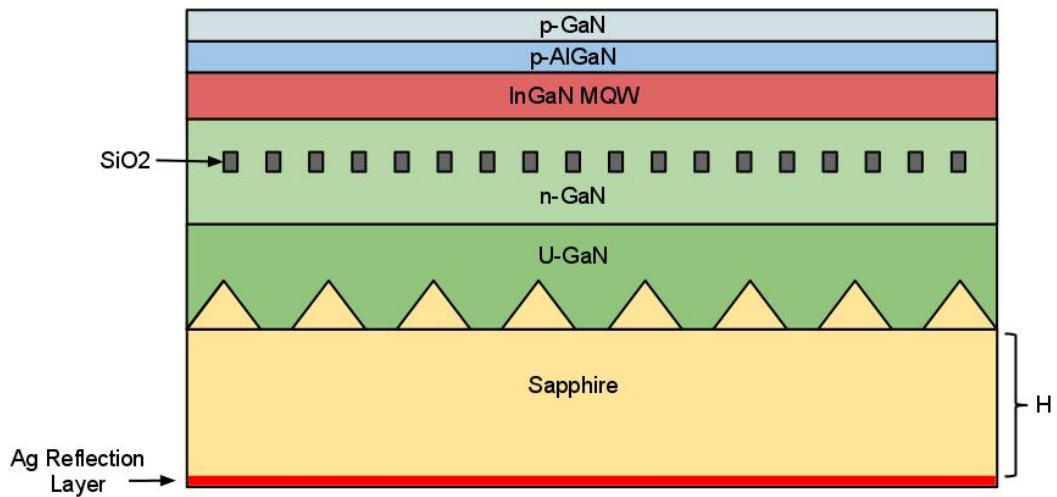 p-GaN
p-AlGaN
InGaN MQW
SiO2
n-GaN
U-GaN
Sapphire
H
Ag Reflection
Layer